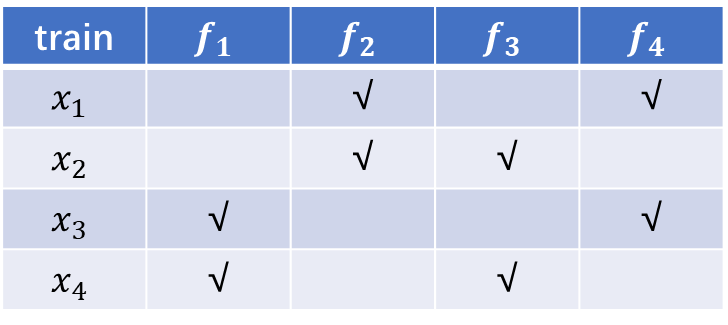 train f₁ f₂ f₃ f₄
x₁ √ √
x₂ √ √
x₃ √ √
x₄ √ √